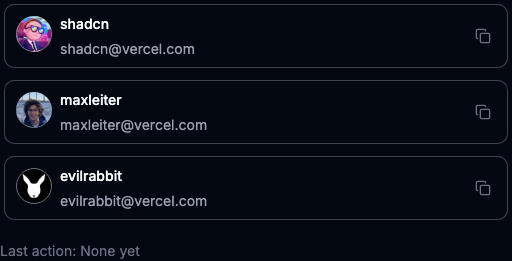 shadcn
shadcn@vercel.com
maxleiter
maxleiter@vercel.com
evilrabbit
evilrabbit@vercel.com
Last action: None yet